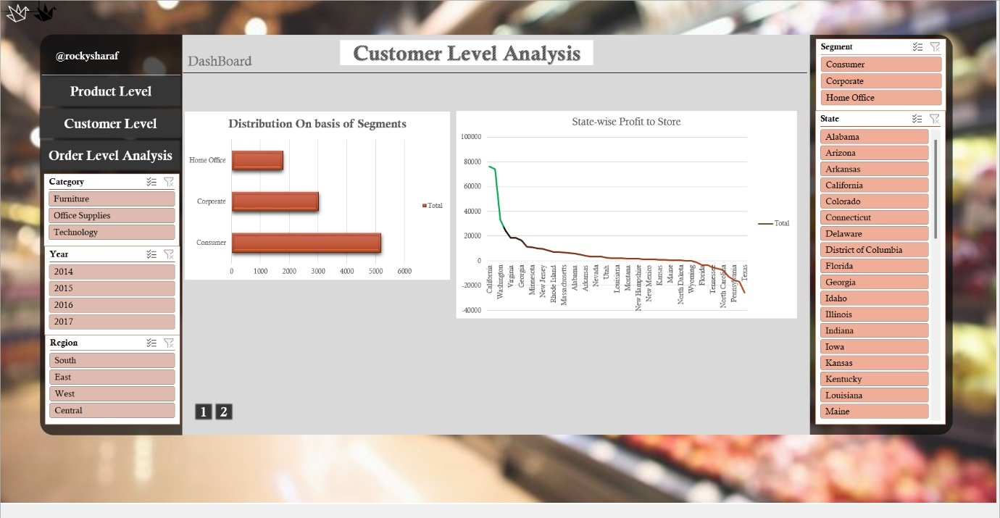 @rockysharaf
Product Level
Customer Level
Order Level Analysis
Category
Furniture
Office Supplies
Technology
Year
2014
2015
2016
2017
Region
South
East
West
Central
DashBoard
Customer Level Analysis
Distribution On basis of Segments
Home Office
Corporate
Consumer
0 1000 2000 3000 4000 5000 6000
Total
State-wise Profit to Store
100000
80000
60000
40000
20000
0
-20000
-40000
California
Washington
Virginia
Georgia
Minnesota
New Jersey
Rhode Island
Massachusetts
Alabama
Arkansas
Nevada
Utah
Louisiana
Montana
New Hampshire
New Mexico
Kansas
Maine
North Dakota
Wyoming
Florida
Tennessee
North Carolina
Pennsylvania
Texas
Total
1 2
Segment
Consumer
Corporate
Home Office
State
Alabama
Arizona
Arkansas
California
Colorado
Connecticut
Delaware
District of Columbia
Florida
Georgia
Idaho
Illinois
Indiana
Iowa
Kansas
Kentucky
Louisiana
Maine